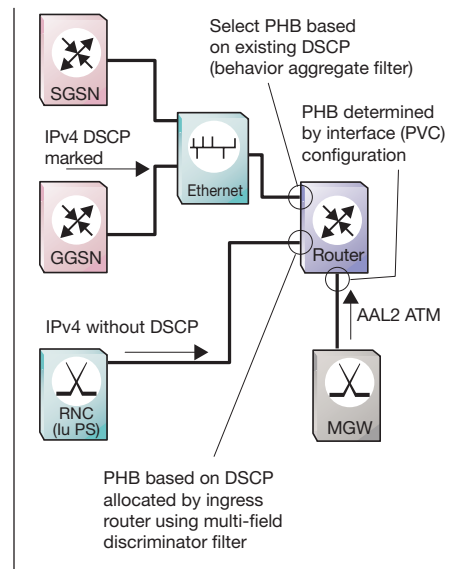 Select PHB based
on existing DSCP
(behavior aggregate filter)
SGSN
PHB determined
by interface (PVC)
configuration
IPv4 DSCP
marked
Ethernet
GGSN
Router
IPv4 without DSCP
AAL2 ATM
RNC
(Iu PS)
MGW
PHB based on DSCP
allocated by ingress
router using multi-field
discriminator filter